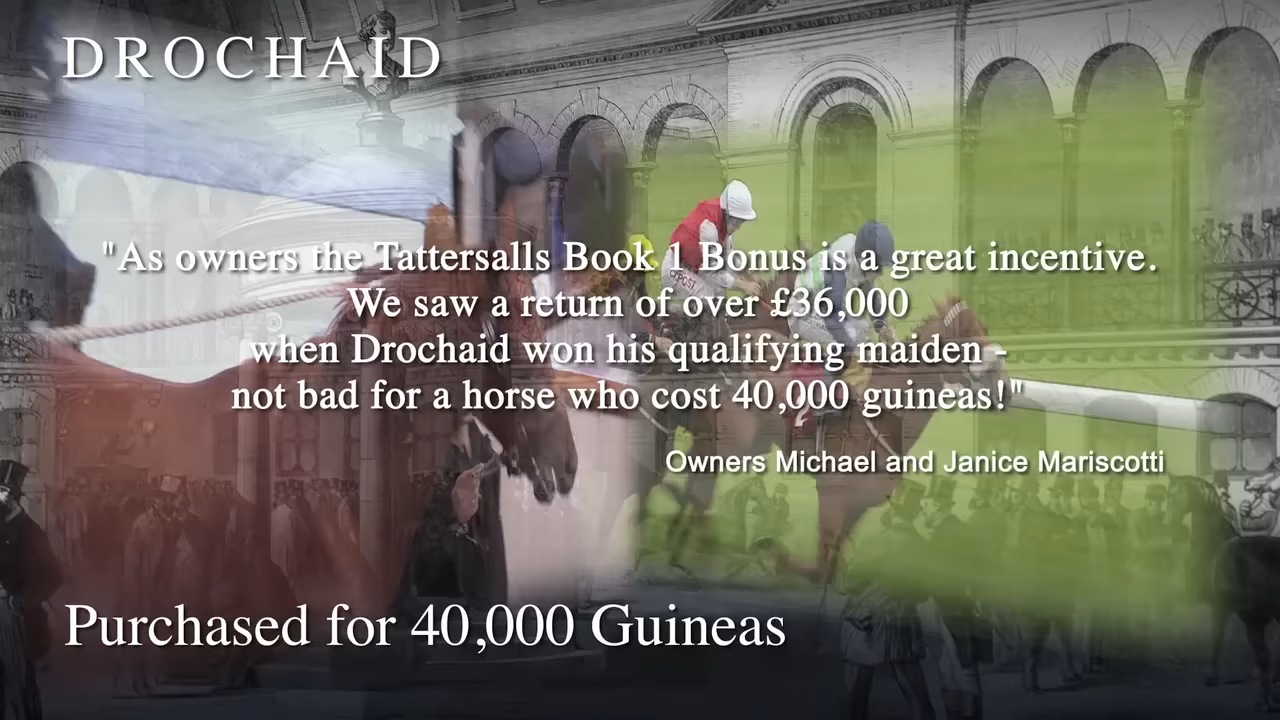 DROCHAID
"As owners the Tattersalls Book 1 Bonus is a great incentive.
We saw a return of over £36,000
when Drochaid won his qualifying maiden -
not bad for a horse who cost 40,000 guineas!"
Owners Michael and Janice Mariscotti
Purchased for 40,000 Guineas